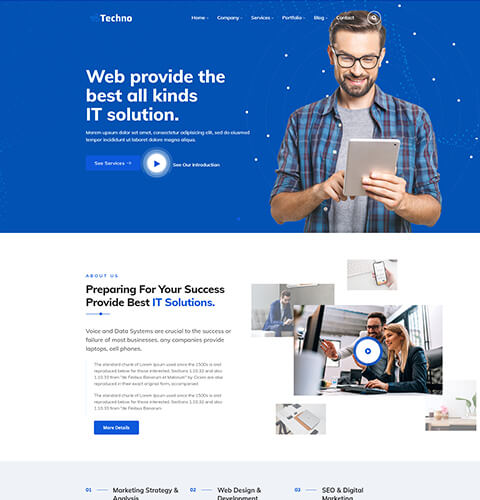 Techno
Home Company Services Portfolio Blog Contact
Web provide the
best all kinds
IT solution.
Morem upsum dolor set amet, consectetur adipisicing elit, sed do eiusmod
tempor incididunt ut laboret dolore magna aliqua.
See Services →
See Our Introduction
ABOUT US
Preparing For Your Success
Provide Best IT Solutions.
Voice and Data Systems are crucial to the success or
failure of most businesses. any companies provide
laptops, cell phones.
The standard chunk of Lorem Ipsum used since the 1500s is and
reproduced below for those interested. Sections 1.10.32 and also
1.10.33 from "de Finibus Bonorum et Malorum" by Cicero are also
reproduced in their exact original form, accompanied
The standard chunk of Lorem Ipsum used since the 1500s is and
reproduced below for those interested. Sections 1.10.32 and also
1.10.33 from "de Finibus Bonorum
More Details
01 Marketing Strategy &
Analysis
02 Web Design &
Development
03 SEO & Digital
Marketing